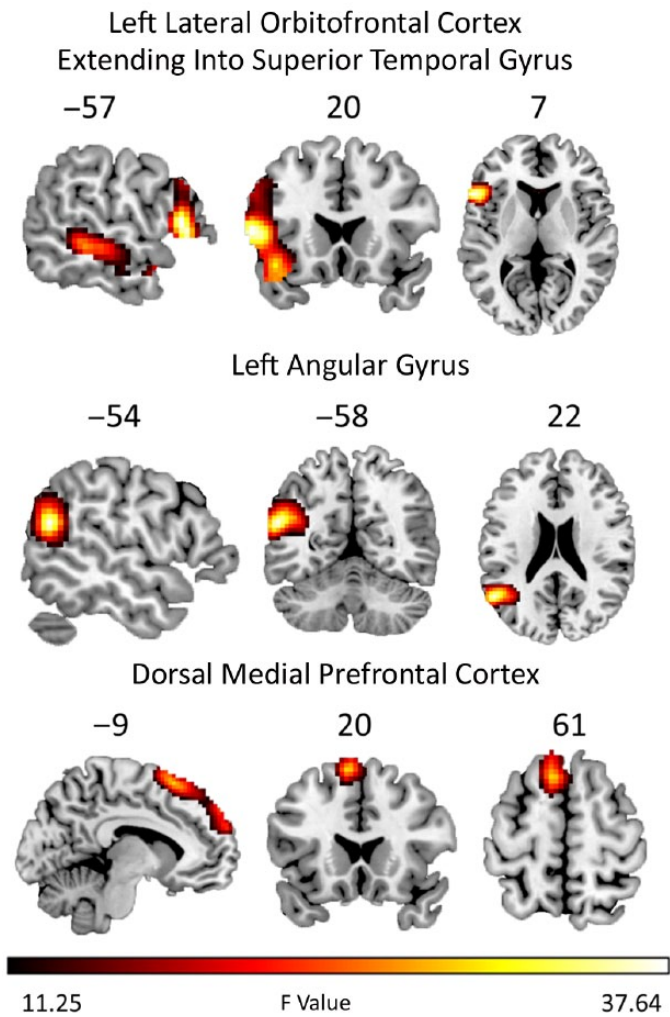 Left Lateral Orbitofrontal Cortex
Extending Into Superior Temporal Gyrus
−57 20 7
Left Angular Gyrus
−54 −58 22
Dorsal Medial Prefrontal Cortex
−9 20 61
11.25 F Value 37.64